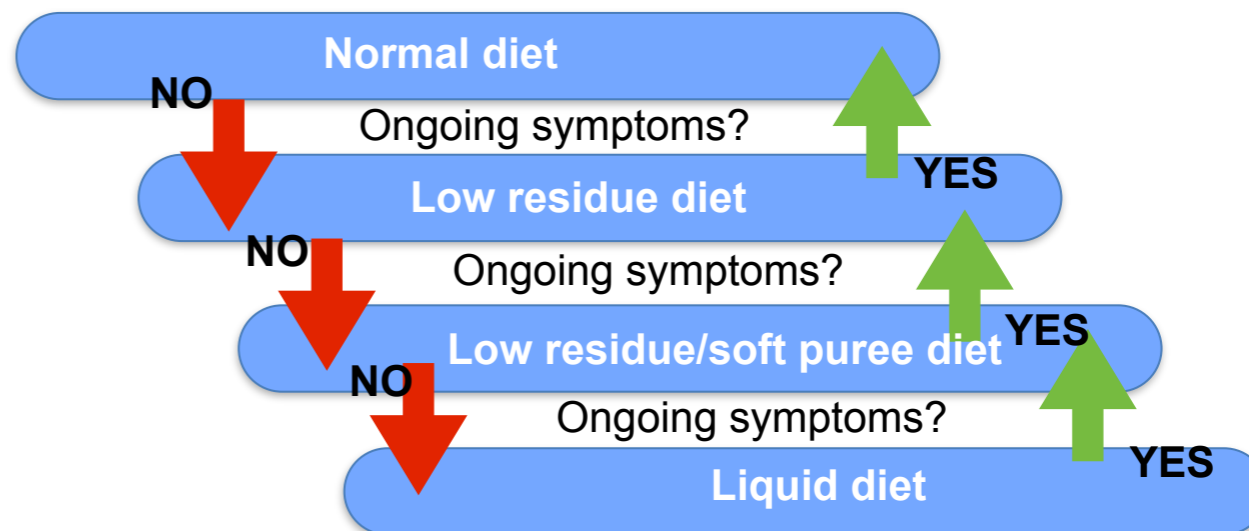 Normal diet
NO
Ongoing symptoms?
YES
Low residue diet
NO
Ongoing symptoms?
YES
Low residue/soft puree diet
NO
Ongoing symptoms?
YES
Liquid diet